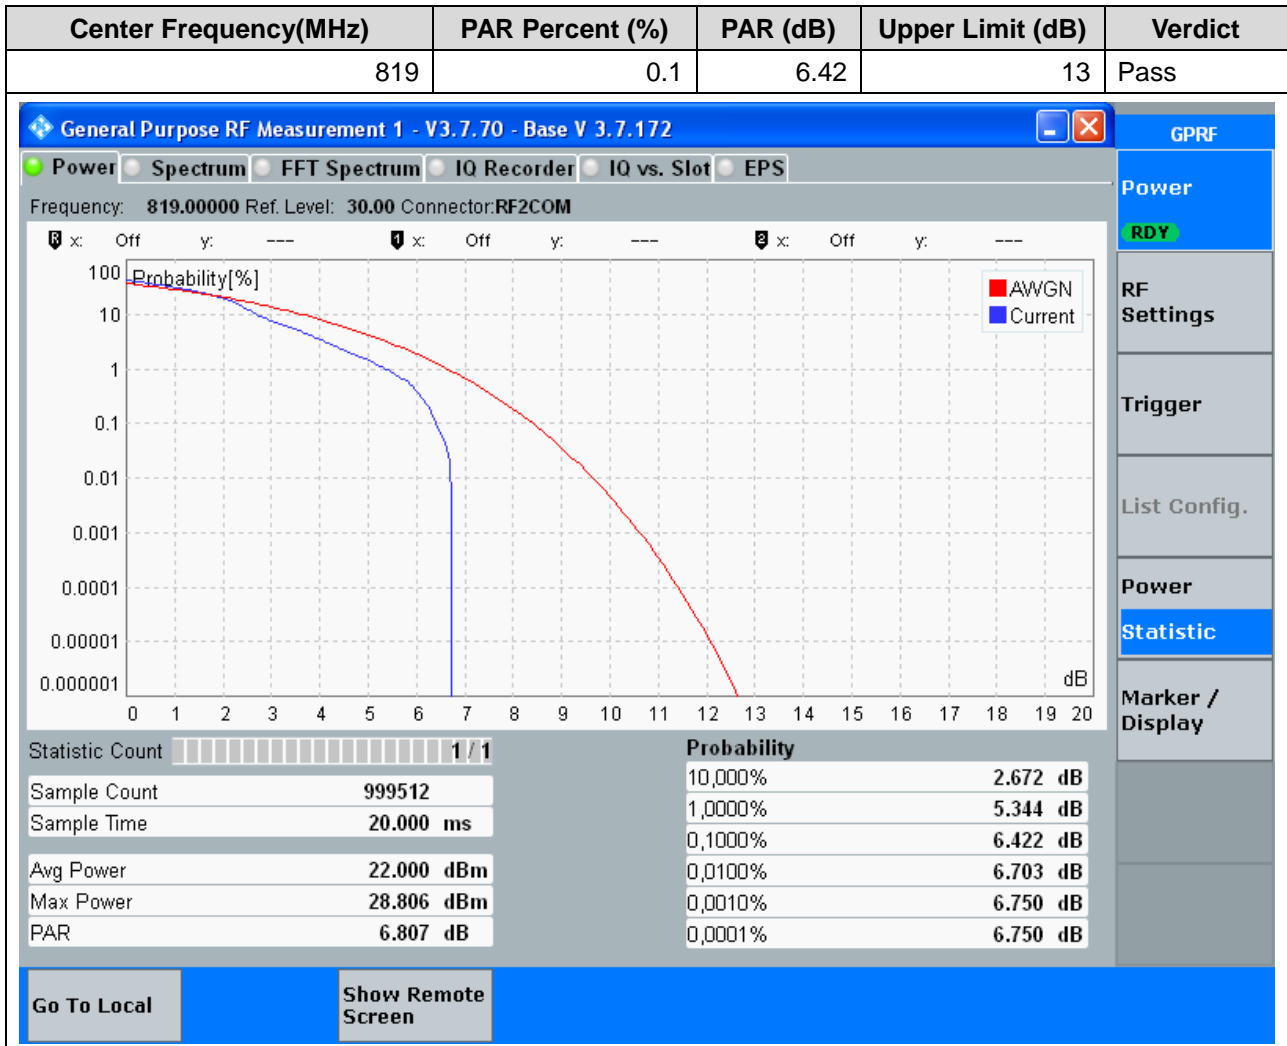 Center Frequency(MHz) PAR Percent (%) PAR (dB) Upper Limit (dB) Verdict
819 0.1 6.42 13 Pass
General Purpose RF Measurement 1 - V3.7.70 - Base V 3.7.172
GPRF
Power Spectrum FFT Spectrum IQ Recorder IQ vs. Slot EPS
Power
RDY
Frequency: 819.00000 Ref. Level: 30.00 Connector:RF2COM
R x: Off y: --- 1 x: Off y: --- 2 x: Off y: ---
Probability[%]
AWGN
Current
100
10
1
0.1
0.01
0.001
0.0001
0.00001
0.000001
dB
0 1 2 3 4 5 6 7 8 9 10 11 12 13 14 15 16 17 18 19 20
RF
Settings
Trigger
List Config.
Power
Statistic
Marker /
Display
Statistic Count 1 / 1
Sample Count 999512
Sample Time 20.000 ms
Avg Power 22.000 dBm
Max Power 28.806 dBm
PAR 6.807 dB
Probability
10,000% 2.672 dB
1,0000% 5.344 dB
0,1000% 6.422 dB
0,0100% 6.703 dB
0,0010% 6.750 dB
0,0001% 6.750 dB
Go To Local
Show Remote
Screen